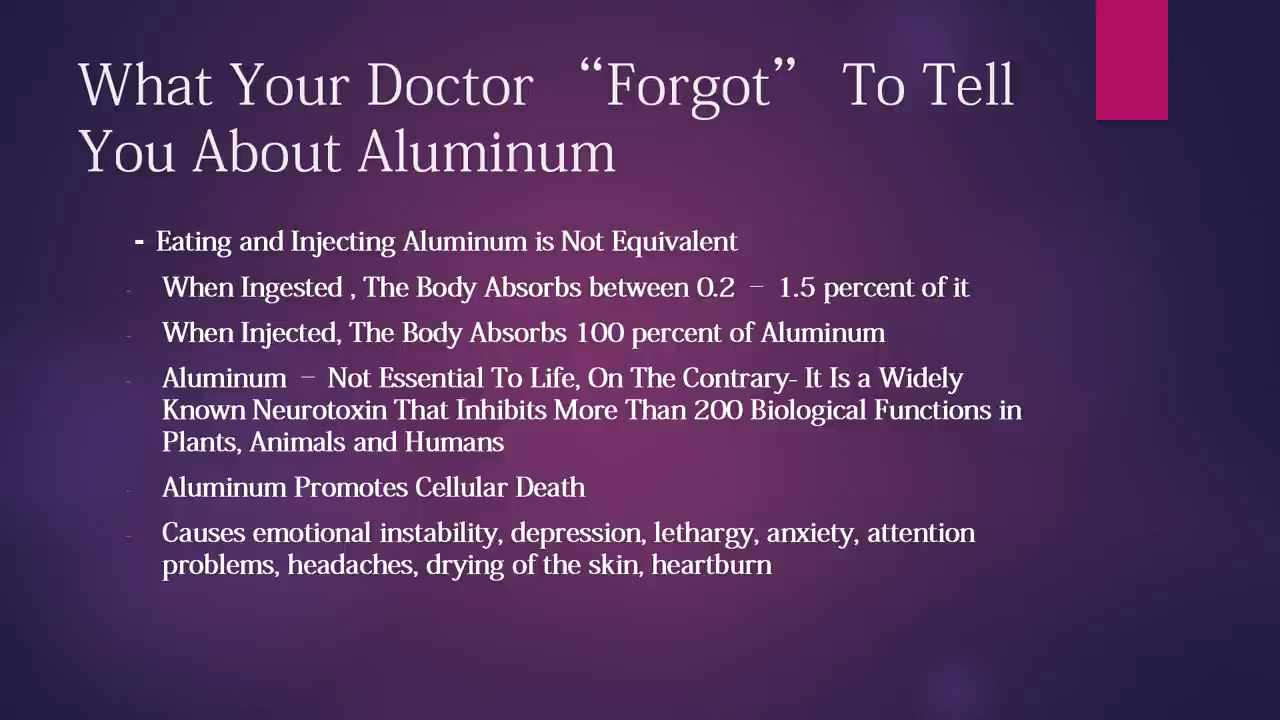 What Your Doctor “Forgot” To Tell
You About Aluminum
- Eating and Injecting Aluminum is Not Equivalent
- When Ingested , The Body Absorbs between 0.2 – 1.5 percent of it
- When Injected, The Body Absorbs 100 percent of Aluminum
- Aluminum – Not Essential To Life, On The Contrary- It Is a Widely
Known Neurotoxin That Inhibits More Than 200 Biological Functions in
Plants, Animals and Humans
- Aluminum Promotes Cellular Death
- Causes emotional instability, depression, lethargy, anxiety, attention
problems, headaches, drying of the skin, heartburn